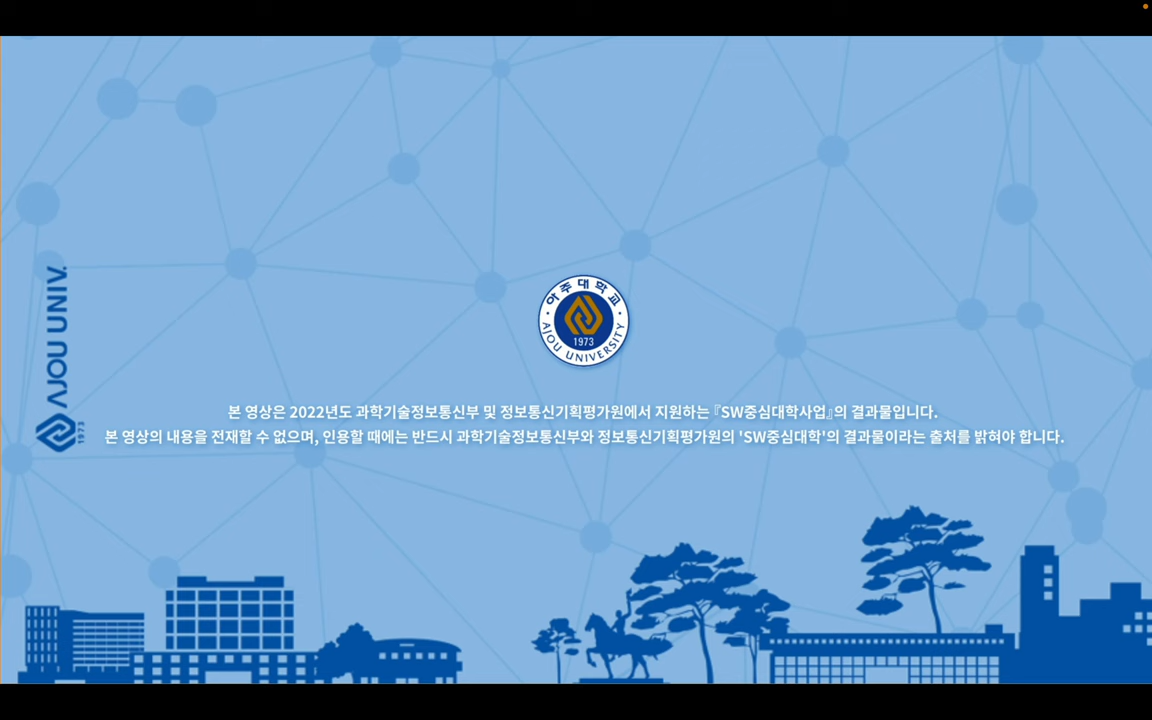 AJOU UNIV.
1973
아주대학교
1973
AJOU UNIVERSITY
본 영상은 2022년도 과학기술정보통신부 및 정보통신기획평가원에서 지원하는 『SW중심대학사업』의 결과물입니다.
본 영상의 내용을 전재할 수 없으며, 인용할 때에는 반드시 과학기술정보통신부와 정보통신기획평가원의 'SW중심대학'의 결과물이라는 출처를 밝혀야 합니다.